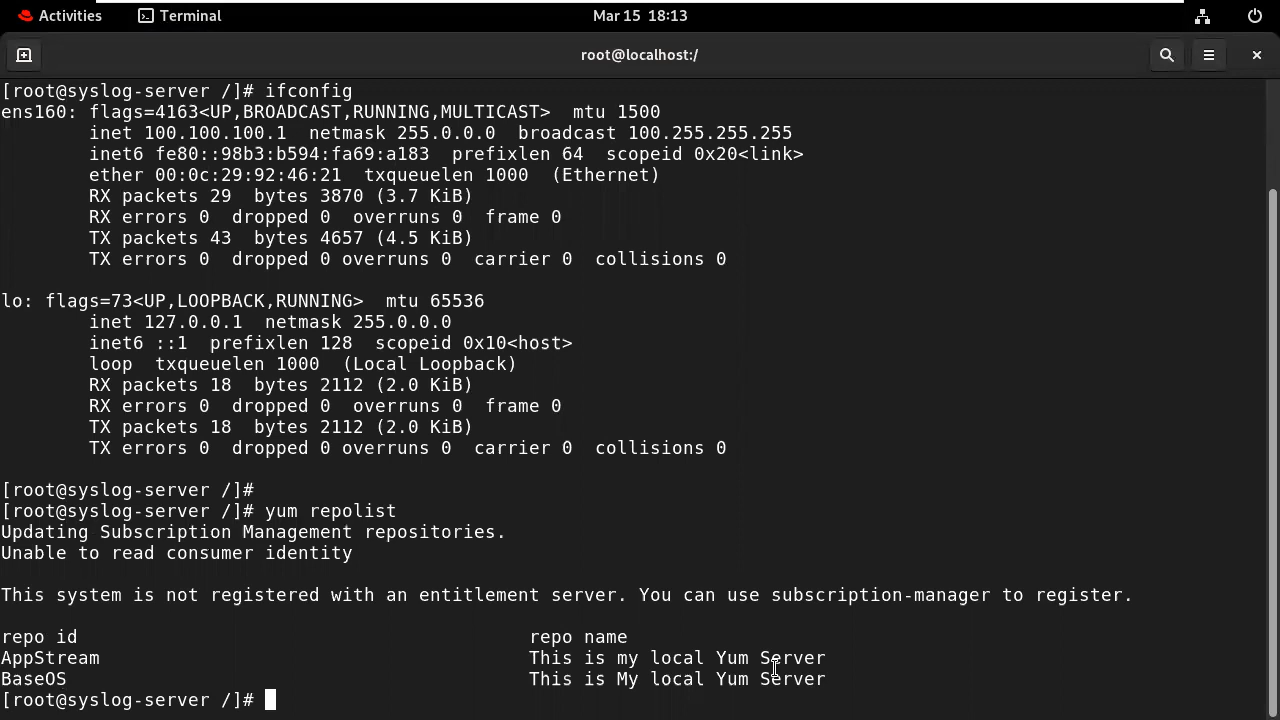 Activities Terminal Mar 15 18:13
root@localhost:/
[root@syslog-server /]# ifconfig
ens160: flags=4163<UP,BROADCAST,RUNNING,MULTICAST>  mtu 1500
        inet 100.100.100.1  netmask 255.0.0.0  broadcast 100.255.255.255
        inet6 fe80::98b3:b594:fa69:a183  prefixlen 64  scopeid 0x20<link>
        ether 00:0c:29:92:46:21  txqueuelen 1000  (Ethernet)
        RX packets 29  bytes 3870 (3.7 KiB)
        RX errors 0  dropped 0  overruns 0  frame 0
        TX packets 43  bytes 4657 (4.5 KiB)
        TX errors 0  dropped 0 overruns 0  carrier 0  collisions 0
lo: flags=73<UP,LOOPBACK,RUNNING>  mtu 65536
        inet 127.0.0.1  netmask 255.0.0.0
        inet6 ::1  prefixlen 128  scopeid 0x10<host>
        loop  txqueuelen 1000  (Local Loopback)
        RX packets 18  bytes 2112 (2.0 KiB)
        RX errors 0  dropped 0  overruns 0  frame 0
        TX packets 18  bytes 2112 (2.0 KiB)
        TX errors 0  dropped 0 overruns 0  carrier 0  collisions 0
[root@syslog-server /]#
[root@syslog-server /]# yum repolist
Updating Subscription Management repositories.
Unable to read consumer identity
This system is not registered with an entitlement server. You can use subscription-manager to register.
repo id                                         repo name
AppStream                                       This is my local Yum Server
BaseOS                                          This is My local Yum Server
[root@syslog-server /]#